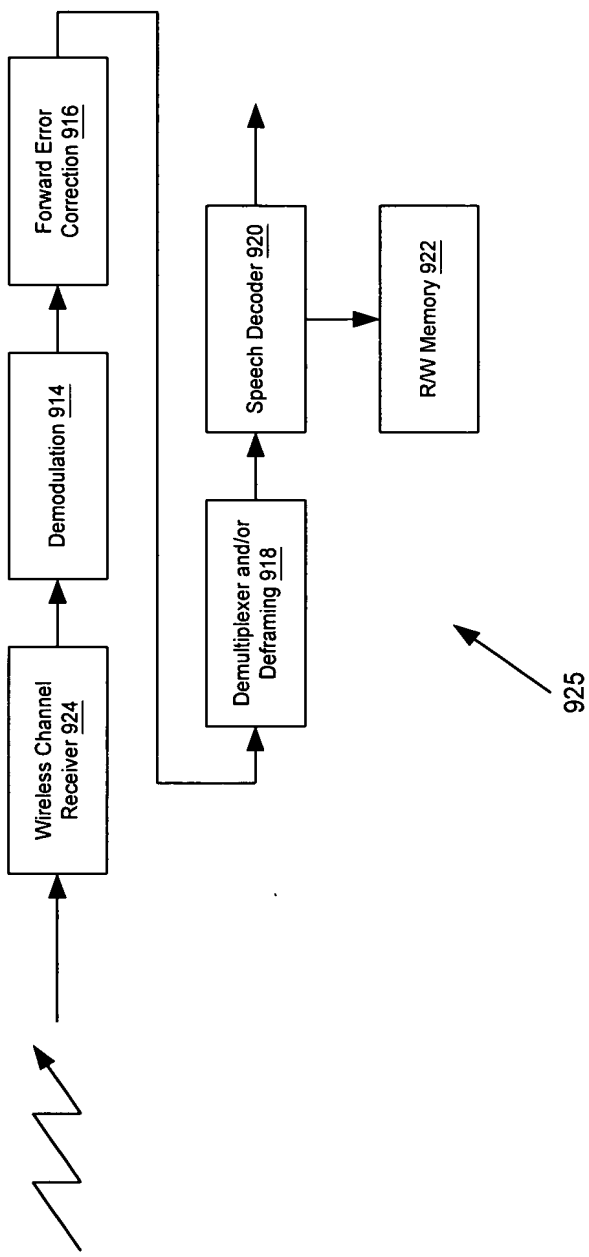 Wireless Channel
Receiver 924
Demodulation 914
Forward Error
Correction 916
Demultiplexer and/or
Deframing 918
Speech Decoder 920
R/W Memory 922
925